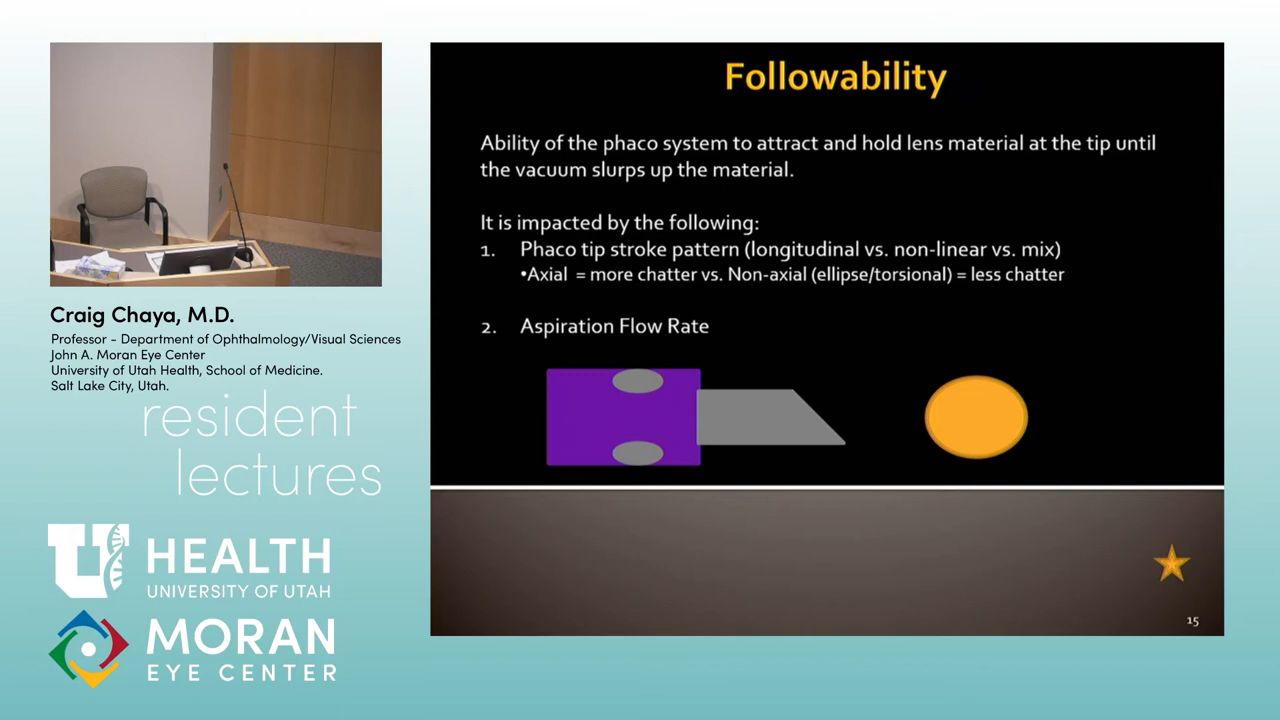 Followability
Ability of the phaco system to attract and hold lens material at the tip until
the vacuum slurps up the material.
It is impacted by the following:
1. Phaco tip stroke pattern (longitudinal vs. non-linear vs. mix)
•Axial = more chatter vs. Non-axial (ellipse/torsional) = less chatter
2. Aspiration Flow Rate
15
Craig Chaya, M.D.
Professor - Department of Ophthalmology/Visual Sciences
John A. Moran Eye Center
University of Utah Health, School of Medicine.
Salt Lake City, Utah.
resident
lectures
U HEALTH
UNIVERSITY OF UTAH
MORAN
EYE CENTER